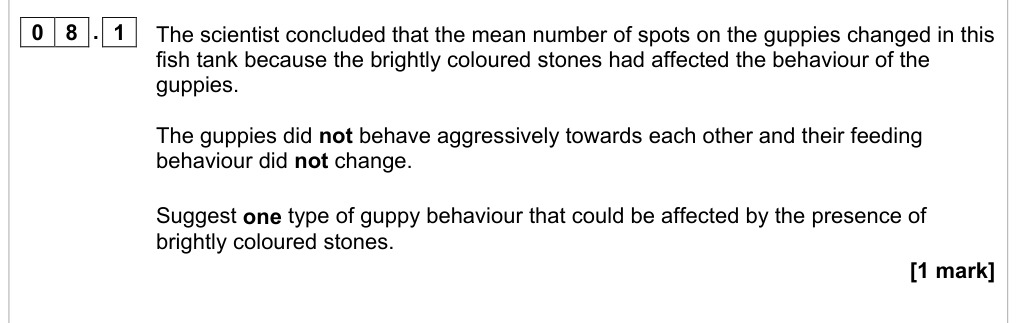 0 8 . 1 The scientist concluded that the mean number of spots on the guppies changed in this
fish tank because the brightly coloured stones had affected the behaviour of the
guppies.
The guppies did not behave aggressively towards each other and their feeding
behaviour did not change.
Suggest one type of guppy behaviour that could be affected by the presence of
brightly coloured stones.
[1 mark]